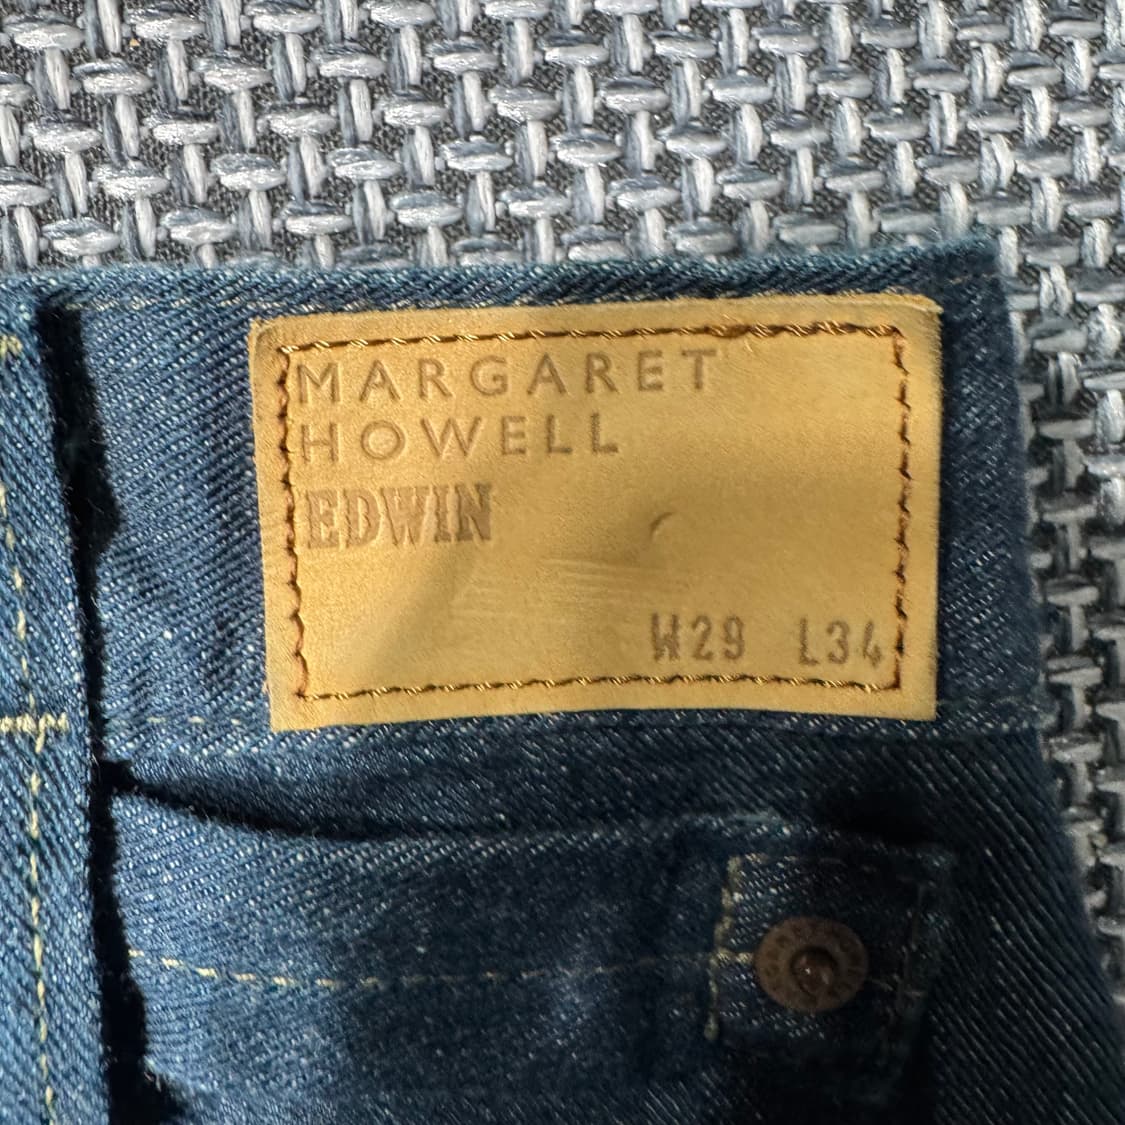 MARGARET
HOWELL
EDWIN
W29 L34